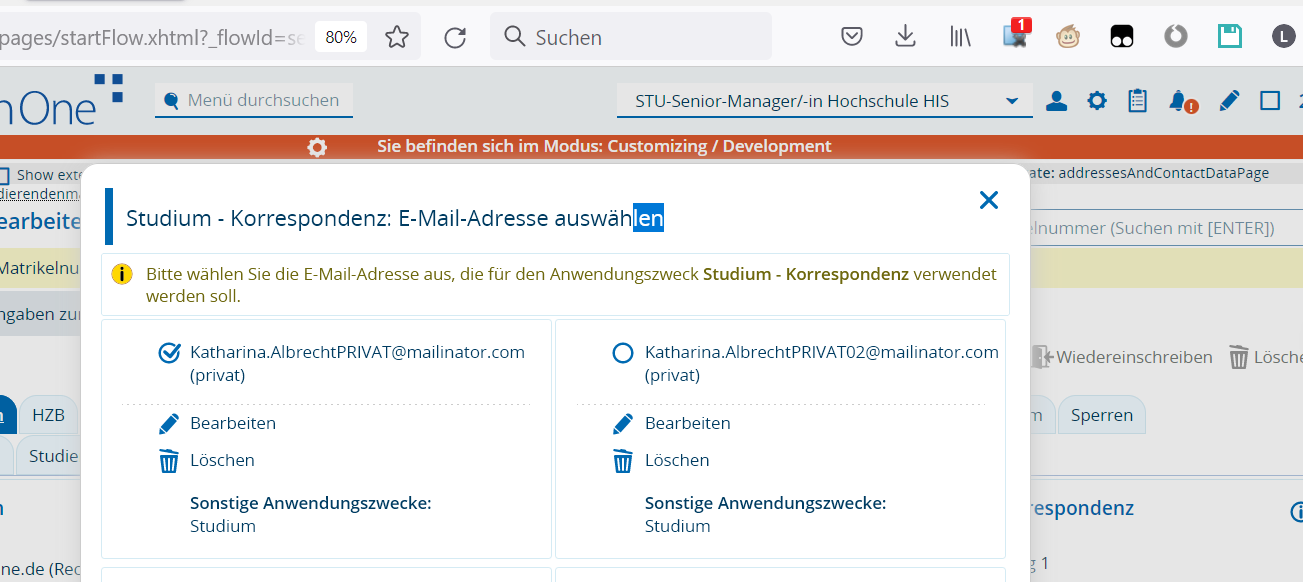 pages/startFlow.xhtml?_flowId=se
80%
Suchen
1
L
One
Menü durchsuchen
STU-Senior-Manager/-in Hochschule HIS
!
Sie befinden sich im Modus: Customizing / Development
Show exte
ate: addressesAndContactDataPage
dierendenma
Studium - Korrespondenz: E-Mail-Adresse auswählen
earbeite
elnummer (Suchen mit [ENTER])
Matrikelnu
Bitte wählen Sie die E-Mail-Adresse aus, die für den Anwendungszweck Studium - Korrespondenz verwendet
werden soll.
ngaben zu
Katharina.AlbrechtPRIVAT@mailinator.com
(privat)
Katharina.AlbrechtPRIVAT02@mailinator.com
(privat)
Wiedereinschreiben
Lösche
HZB
Sperren
Bearbeiten
Bearbeiten
Studie
Löschen
Löschen
Sonstige Anwendungszwecke:
Studium
Sonstige Anwendungszwecke:
Studium
respondenz
g 1
ne.de (Rec